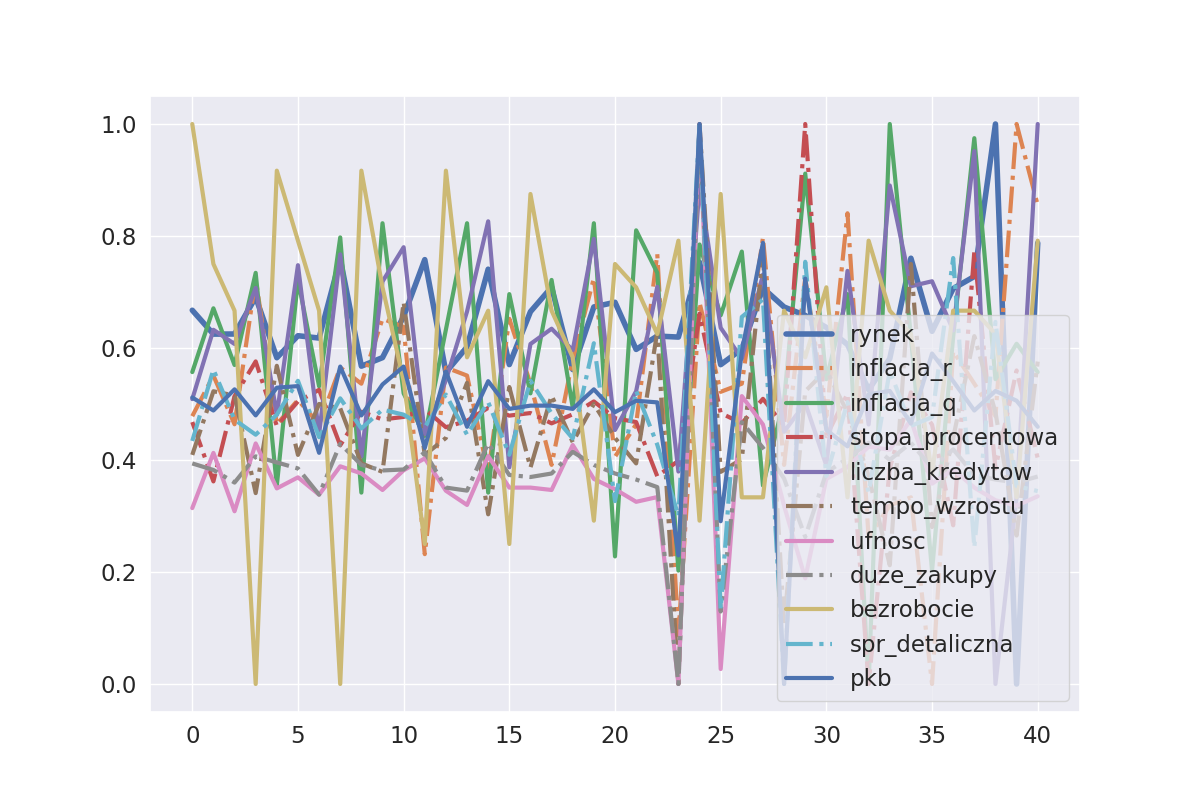 1.0
0.8
0.6
0.4
0.2
0.0
0 5 10 15 20 25 30 35 40
rynek
inflacja_r
inflacja_q
stopa_procentowa
liczba_kredytow
tempo_wzrostu
ufnosc
duze_zakupy
bezrobocie
spr_detaliczna
pkb